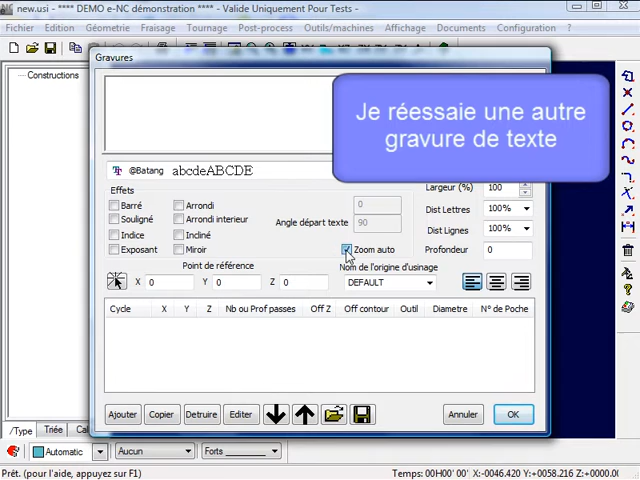 new.usi - **** DEMO e-NC démonstration **** - Valide Uniquement Pour Tests -
Fichier Edition Géometrie Fraisage Tournage Post-process Outils/machines Affichage Documents Configuration ?
Constructions
Gravures
Je réessaie une autre
gravure de texte
@Batang abcdeABCDE
Effets
Largeur (%) 100
Barré Arrondi 0
Dist Lettres 100%
Souligné Arrondi interieur
Angle départ texte 90
Indice Incliné
Dist Lignes 100%
Exposant Miroir Zoom auto Profondeur 0
Point de référence Nom de l'origine d'usinage
X 0 Y 0 Z 0 DEFAULT
Cycle X Y Z Nb ou Prof passes Off Z Off contour Outil Diametre N° de Poche
Ajouter Copier Detruire Editer Annuler OK
/Type Triée
Automatic Aucun Forts
Prêt. (pour l'aide, appuyez sur F1) Temps: 00H00' 00' X:-0046.420 Y:+0058.216 Z:+0000.00